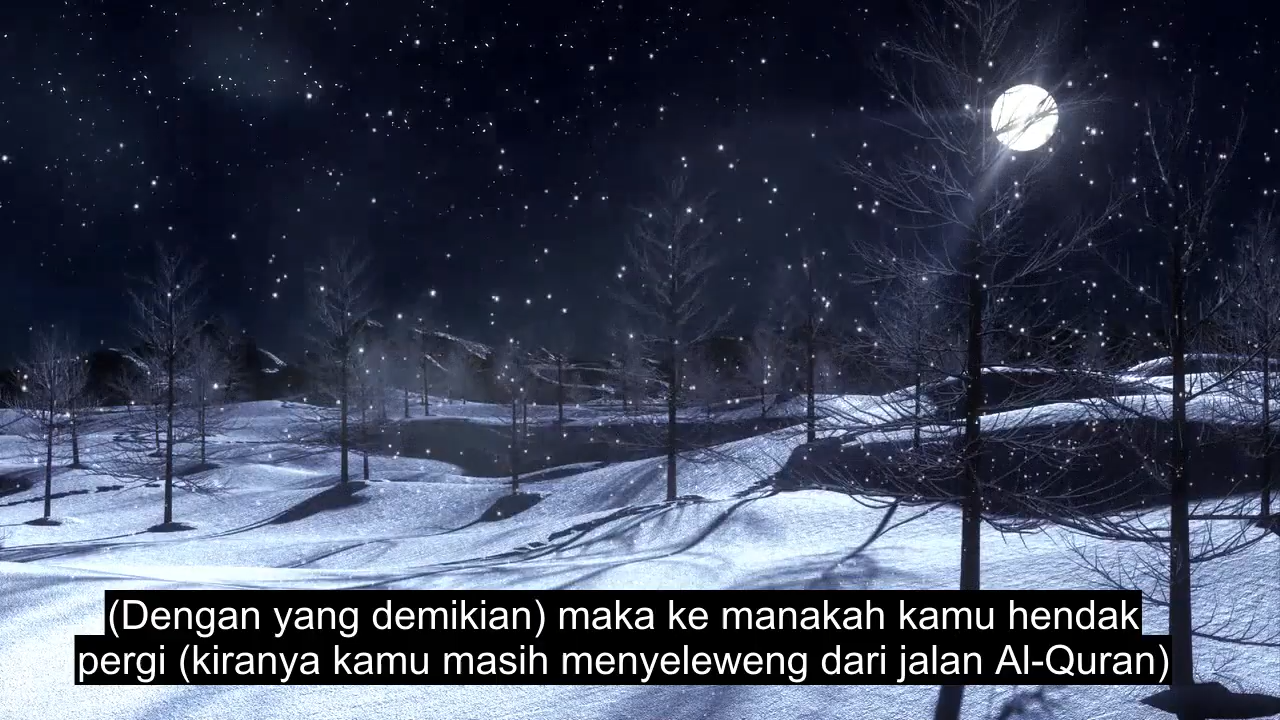 (Dengan yang demikian) maka ke manakah kamu hendak
pergi (kiranya kamu masih menyeleweng dari jalan Al-Quran)